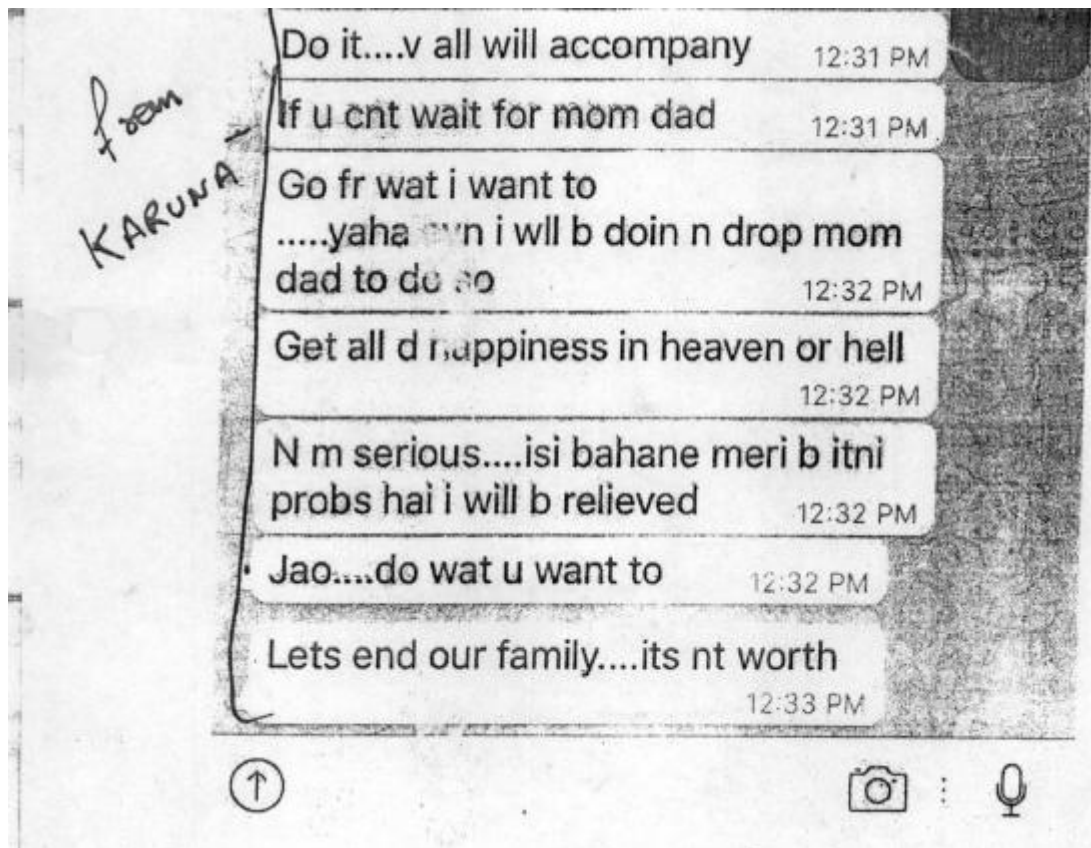 Do it....v all will accompany 12:31 PM
from
If u cnt wait for mom dad 12:31 PM
KARUNA
Go fr wat i want to
.....yaha i wll b doin n drop mom
dad to do so 12:32 PM
Get all d happiness in heaven or hell
12:32 PM
N m serious....isi bahane meri b itni
probs hai i will b relieved 12:32 PM
Jao....do wat u want to 12:32 PM
Lets end our family....its nt worth
12:33 PM